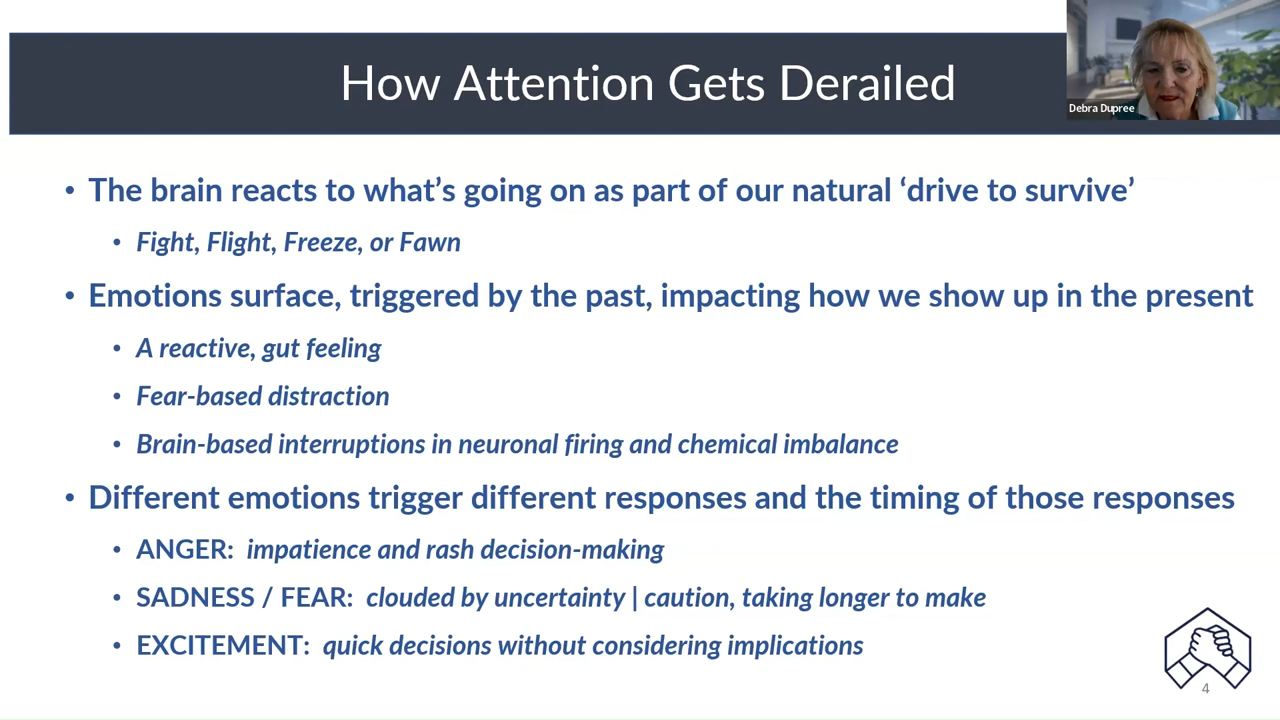 How Attention Gets Derailed
Debra Dupree
• The brain reacts to what’s going on as part of our natural ‘drive to survive’
• Fight, Flight, Freeze, or Fawn
• Emotions surface, triggered by the past, impacting how we show up in the present
• A reactive, gut feeling
• Fear-based distraction
• Brain-based interruptions in neuronal firing and chemical imbalance
• Different emotions trigger different responses and the timing of those responses
• ANGER: impatience and rash decision-making
• SADNESS / FEAR: clouded by uncertainty | caution, taking longer to make
• EXCITEMENT: quick decisions without considering implications
4